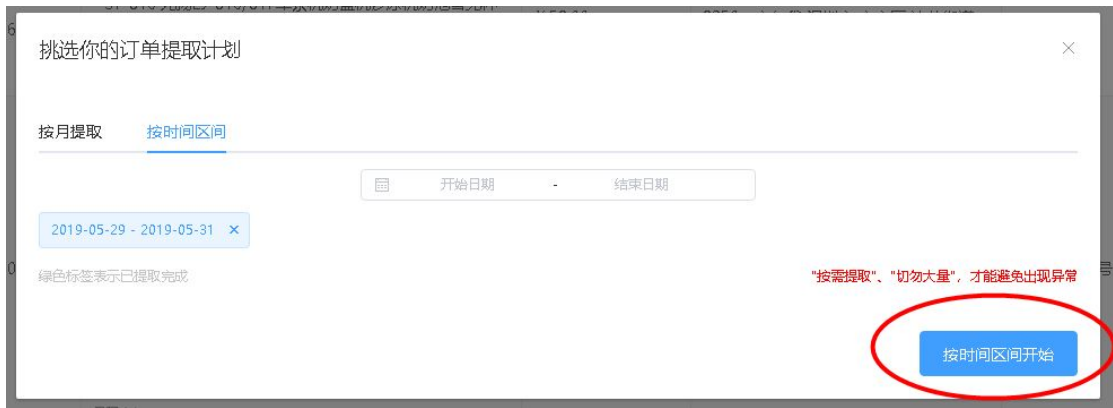 挑选你的订单提取计划
按月提取 按时间区间
开始日期 - 结束日期
2019-05-29 - 2019-05-31 ×
绿色标签表示已提取完成
"按需提取"、"切勿大量"，才能避免出现异常
按时间区间开始